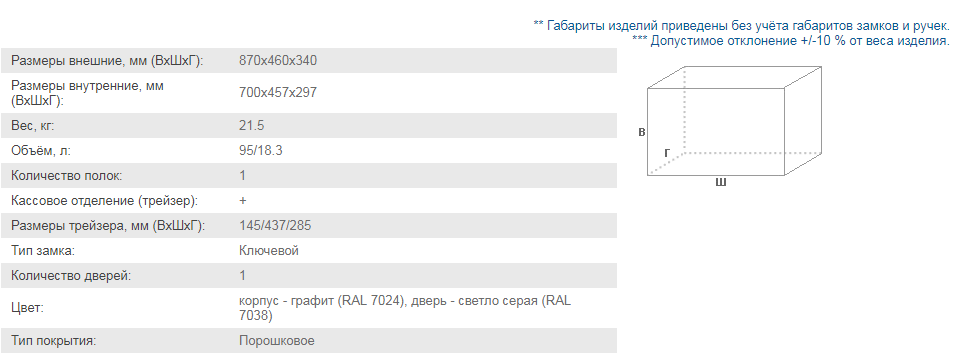 ** Габариты изделий приведены без учёта габаритов замков и ручек.
*** Допустимое отклонение +/-10 % от веса изделия.
Размеры внешние, мм (ВхШхГ): 870x460x340
Размеры внутренние, мм
(ВхШхГ): 700x457x297
Вес, кг: 21.5
Объём, л: 95/18.3
Количество полок: 1
Кассовое отделение (трейзер): +
Размеры трейзера, мм (ВхШхГ): 145/437/285
Тип замка: Ключевой
Количество дверей: 1
Цвет: корпус - графит (RAL 7024), дверь - светло серая (RAL
7038)
Тип покрытия: Порошковое
В
Г
Ш